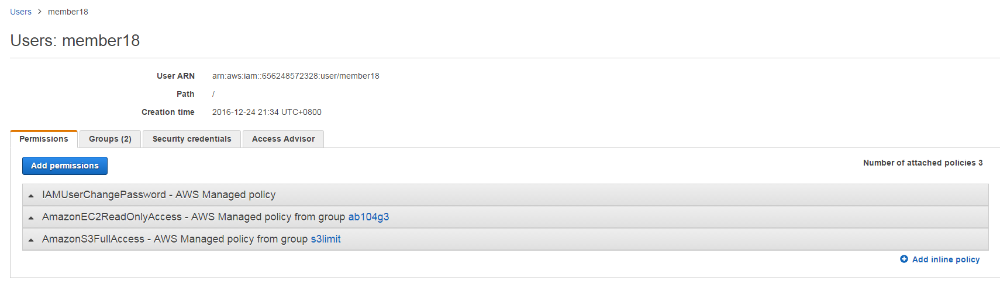 Users > member18
Users: member18
User ARN arn:aws:iam::656248572328:user/member18
Path /
Creation time 2016-12-24 21:34 UTC+0800
Permissions Groups (2) Security credentials Access Advisor
Add permissions Number of attached policies 3
IAMUserChangePassword - AWS Managed policy
AmazonEC2ReadOnlyAccess - AWS Managed policy from group ab104g3
AmazonS3FullAccess - AWS Managed policy from group s3limit
Add inline policy